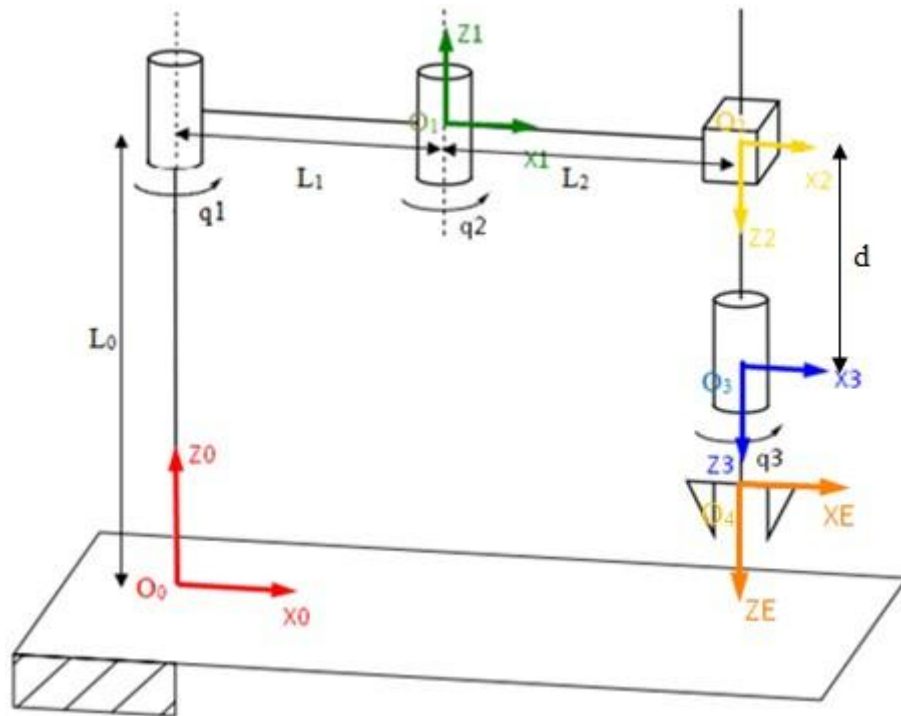 Z1
O₁
O₂
X1
X2
L₁
L₂
q1
q2
Z2
d
L₀
O₃
X3
Z0
Z3
q3
O₄
XE
O₀
X0
ZE